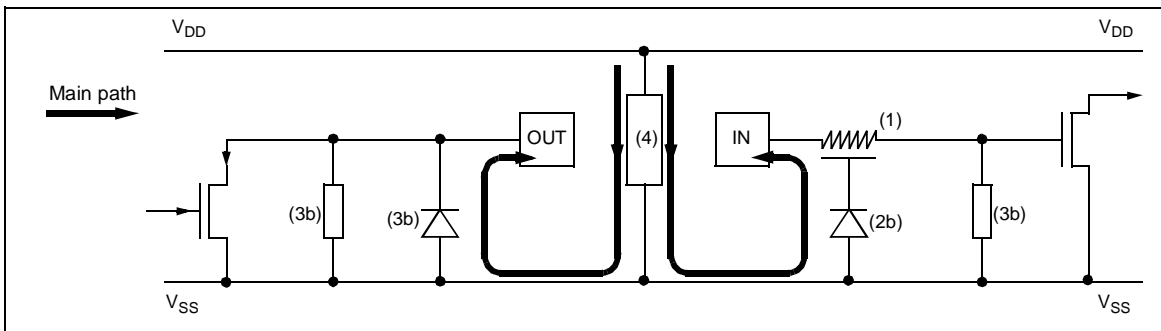 VDD
VDD
Main path
OUT
(4)
IN
(1)
(3b)
(3b)
(2b)
(3b)
VSS
VSS